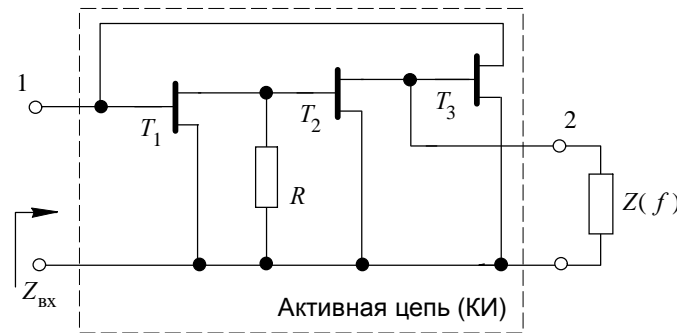 1
T1
T2
T3
2
R
Z(f)
Zвх
Активная цепь (КИ)